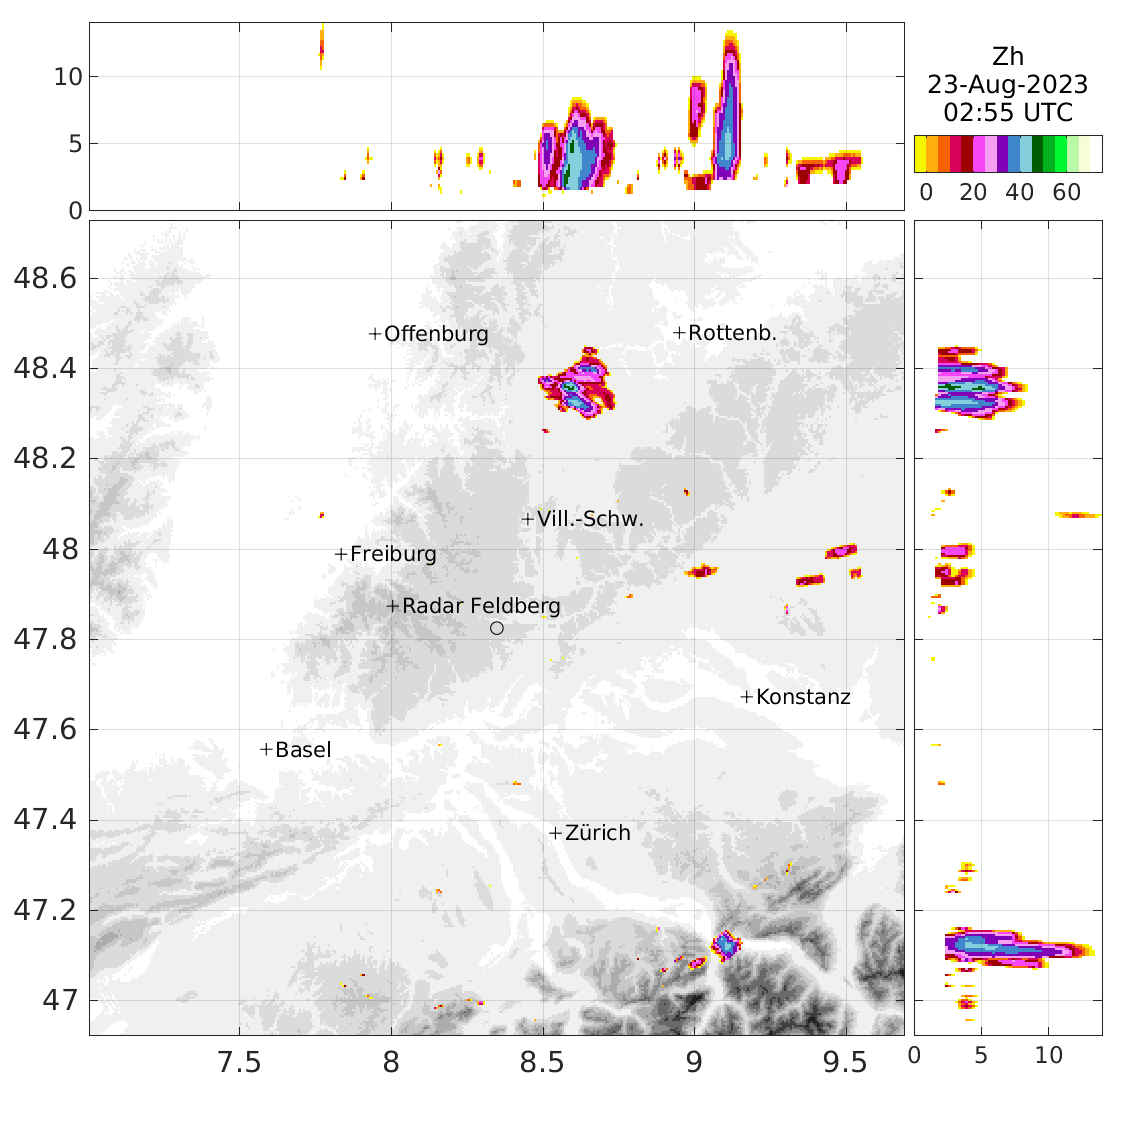 10
5
0
Zh
23-Aug-2023
02:55 UTC
0 20 40 60
48.6
48.4
48.2
48
47.8
47.6
47.4
47.2
47
+Offenburg
+Rottenb.
+Vill.-Schw.
+Freiburg
+Radar Feldberg
+Konstanz
+Basel
+Zürich
7.5 8 8.5 9 9.5
0 5 10